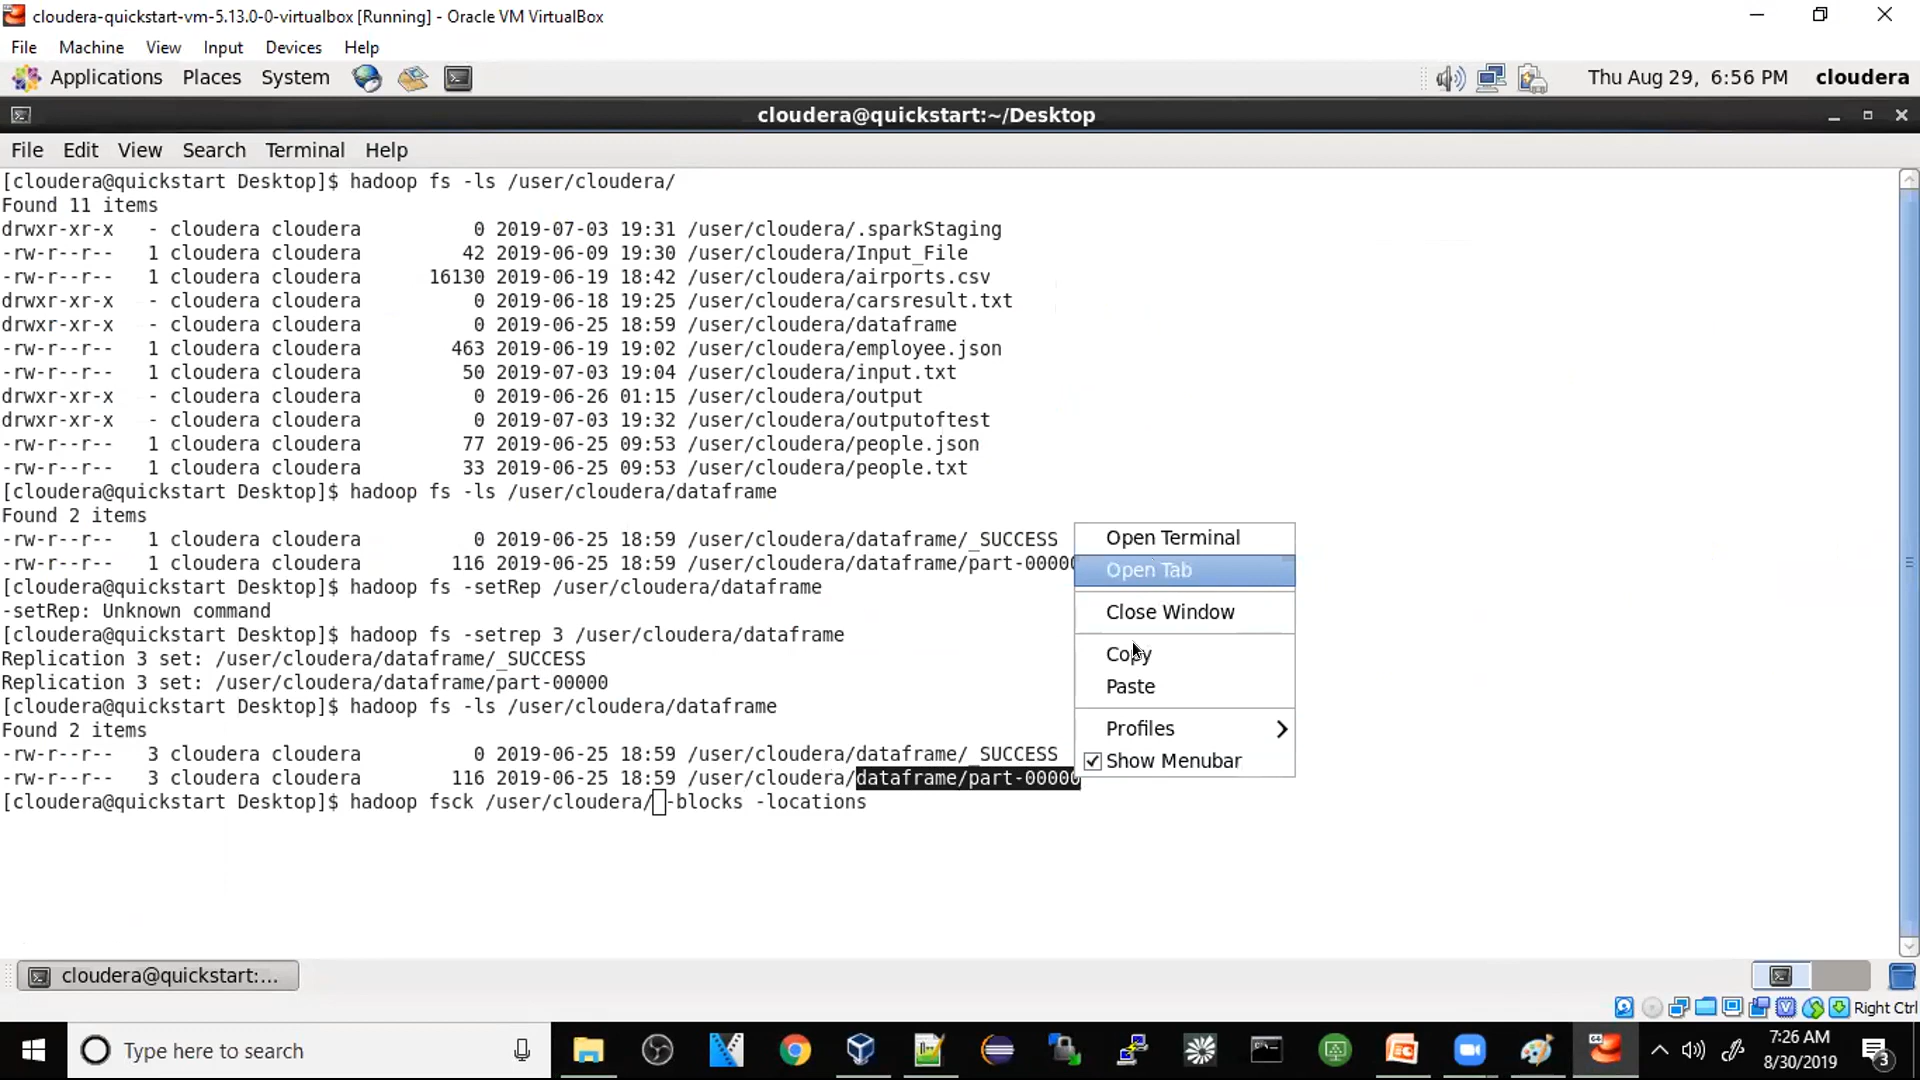 cloudera-quickstart-vm-5.13.0-0-virtualbox [Running] - Oracle VM VirtualBox
File Machine View Input Devices Help
Applications Places System Thu Aug 29, 6:56 PM cloudera
cloudera@quickstart:~/Desktop
File Edit View Search Terminal Help
[cloudera@quickstart Desktop]$ hadoop fs -ls /user/cloudera/
Found 11 items
drwxr-xr-x - cloudera cloudera 0 2019-07-03 19:31 /user/cloudera/.sparkStaging
-rw-r--r-- 1 cloudera cloudera 42 2019-06-09 19:30 /user/cloudera/Input_File
-rw-r--r-- 1 cloudera cloudera 16130 2019-06-19 18:42 /user/cloudera/airports.csv
drwxr-xr-x - cloudera cloudera 0 2019-06-18 19:25 /user/cloudera/carsresult.txt
drwxr-xr-x - cloudera cloudera 0 2019-06-25 18:59 /user/cloudera/dataframe
-rw-r--r-- 1 cloudera cloudera 463 2019-06-19 19:02 /user/cloudera/employee.json
-rw-r--r-- 1 cloudera cloudera 50 2019-07-03 19:04 /user/cloudera/input.txt
drwxr-xr-x - cloudera cloudera 0 2019-06-26 01:15 /user/cloudera/output
drwxr-xr-x - cloudera cloudera 0 2019-07-03 19:32 /user/cloudera/outputoftest
-rw-r--r-- 1 cloudera cloudera 77 2019-06-25 09:53 /user/cloudera/people.json
-rw-r--r-- 1 cloudera cloudera 33 2019-06-25 09:53 /user/cloudera/people.txt
[cloudera@quickstart Desktop]$ hadoop fs -ls /user/cloudera/dataframe
Found 2 items
-rw-r--r-- 1 cloudera cloudera 0 2019-06-25 18:59 /user/cloudera/dataframe/_SUCCESS
-rw-r--r-- 1 cloudera cloudera 116 2019-06-25 18:59 /user/cloudera/dataframe/part-00000
[cloudera@quickstart Desktop]$ hadoop fs -setRep /user/cloudera/dataframe
-setRep: Unknown command
[cloudera@quickstart Desktop]$ hadoop fs -setrep 3 /user/cloudera/dataframe
Replication 3 set: /user/cloudera/dataframe/_SUCCESS
Replication 3 set: /user/cloudera/dataframe/part-00000
[cloudera@quickstart Desktop]$ hadoop fs -ls /user/cloudera/dataframe
Found 2 items
-rw-r--r-- 3 cloudera cloudera 0 2019-06-25 18:59 /user/cloudera/dataframe/_SUCCESS
-rw-r--r-- 3 cloudera cloudera 116 2019-06-25 18:59 /user/cloudera/dataframe/part-00000
[cloudera@quickstart Desktop]$ hadoop fsck /user/cloudera/ -blocks -locations
Open Terminal
Open Tab
Close Window
Copy
Paste
Profiles
Show Menubar
cloudera@quickstart:...
Right Ctrl
Type here to search
7:26 AM
8/30/2019
3